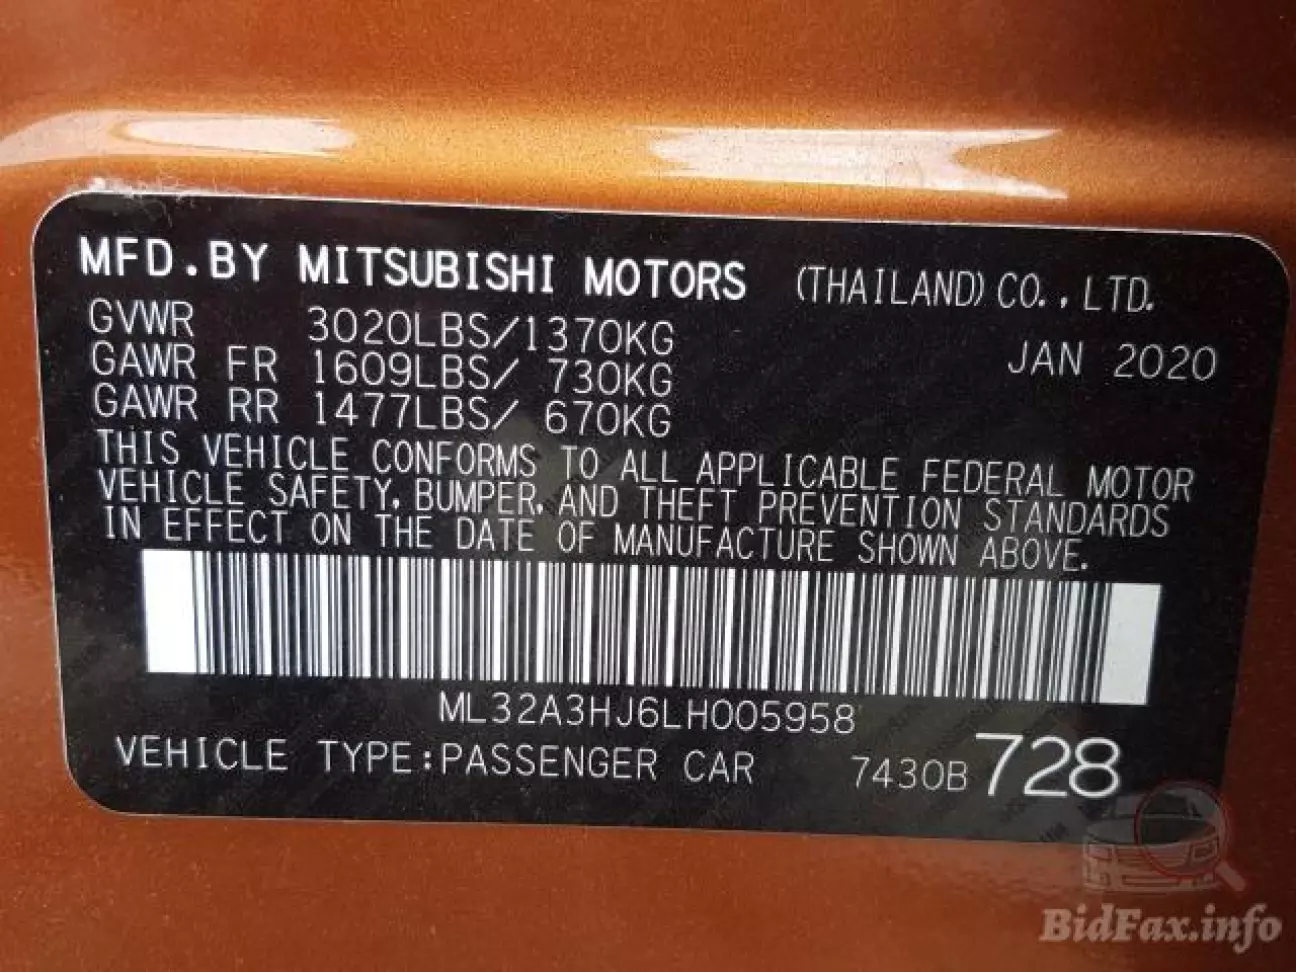 MFD.BY MITSUBISHI MOTORS (THAILAND) CO.,LTD.
GVWR 3020LBS/1370KG JAN 2020
GAWR FR 1609LBS/ 730KG
GAWR RR 1477LBS/ 670KG
THIS VEHICLE CONFORMS TO ALL APPLICABLE FEDERAL MOTOR
VEHICLE SAFETY, BUMPER, AND THEFT PREVENTION STANDARDS
IN EFFECT ON THE DATE OF MANUFACTURE SHOWN ABOVE.
ML32A3HJ6LH005958
VEHICLE TYPE:PASSENGER CAR 7430B 728
BidFax.info